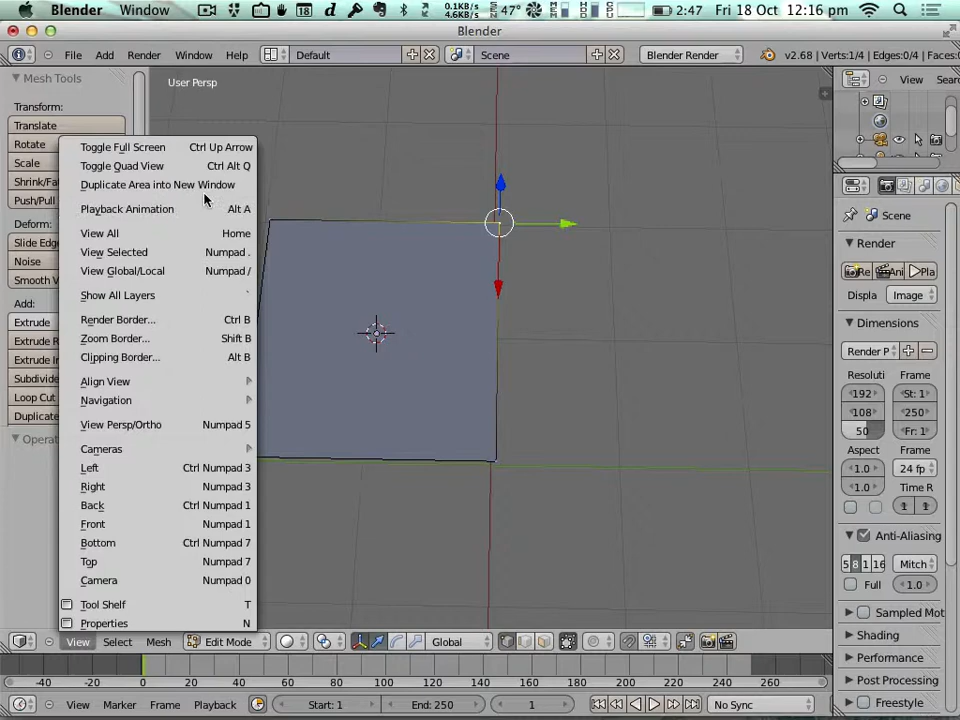 Blender Window 0.1KB/s 4.6KB/s 47° 2:47 Fri 18 Oct 12:16 pm
Blender
File Add Render Window Help Default Scene Blender Render v2.68 | Verts:1/4 | Edges:0/4 | Faces:0
Mesh Tools
Transform:
Translate
Rotate
Scale
Shrink/Fa
Push/Pull
Deform:
Slide Edg
Noise
Smooth V
Add:
Extrude
Extrude R
Extrude In
Subdivide
Loop Cut
Duplicate
Operat
User Persp
Toggle Full Screen Ctrl Up Arrow
Toggle Quad View Ctrl Alt Q
Duplicate Area into New Window
Playback Animation Alt A
View All Home
View Selected Numpad .
View Global/Local Numpad /
Show All Layers `
Render Border... Ctrl B
Zoom Border... Shift B
Clipping Border... Alt B
Align View
Navigation
View Persp/Ortho Numpad 5
Cameras
Left Ctrl Numpad 3
Right Numpad 3
Back Ctrl Numpad 1
Front Numpad 1
Bottom Ctrl Numpad 7
Top Numpad 7
Camera Numpad 0
Tool Shelf T
Properties N
View Select Mesh Edit Mode Global
View Sear
Scene
Render
Re Ani Pla
Displa Image
Dimensions
Render P
Resoluti Frame
192 St: 1
108 250
50 Fr: 1
Aspect 24 fp
1.0 Time R
1.0 1 1
Anti-Aliasing
5 8 1 16 Mitch
Full 1.0
Sampled Mot
Shading
Performance
Post Processing
Freestyle
-40 -20 0 20 40 60 80 100 120 140 160 180 200 220 240 260
View Marker Frame Playback Start: 1 End: 250 1 No Sync